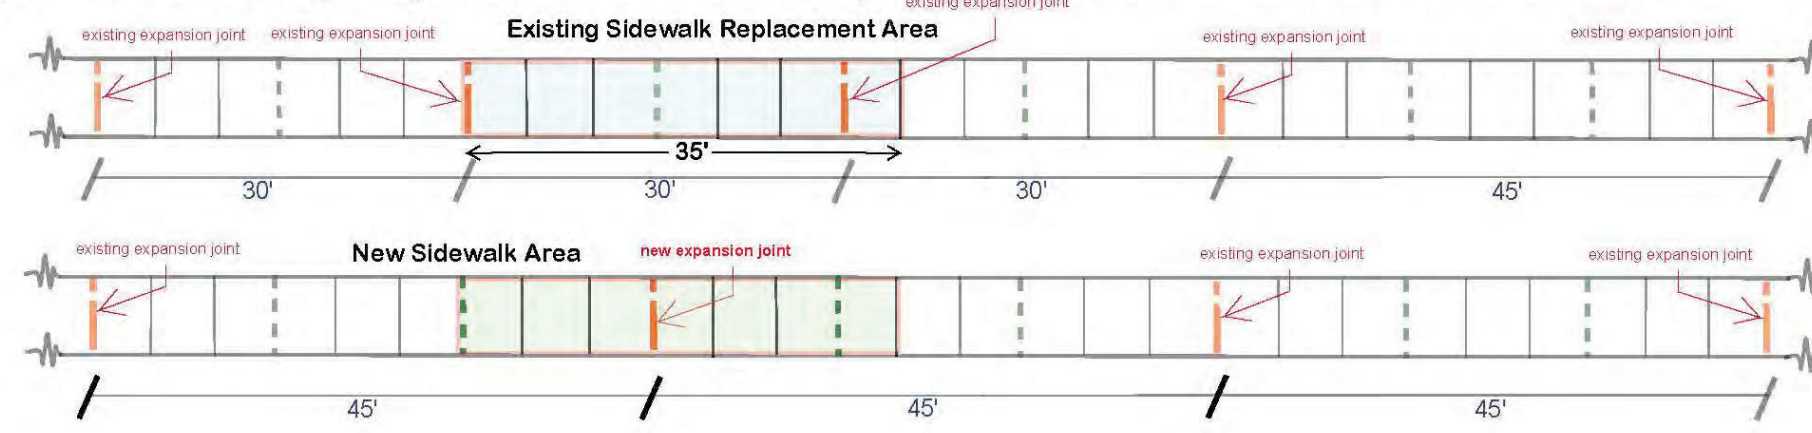 existing expansion joint
existing expansion joint
Existing Sidewalk Replacement Area
existing expansion joint
existing expansion joint
existing expansion joint
35'
30'
30'
30'
45'
existing expansion joint
New Sidewalk Area
new expansion joint
existing expansion joint
existing expansion joint
45'
45'
45'